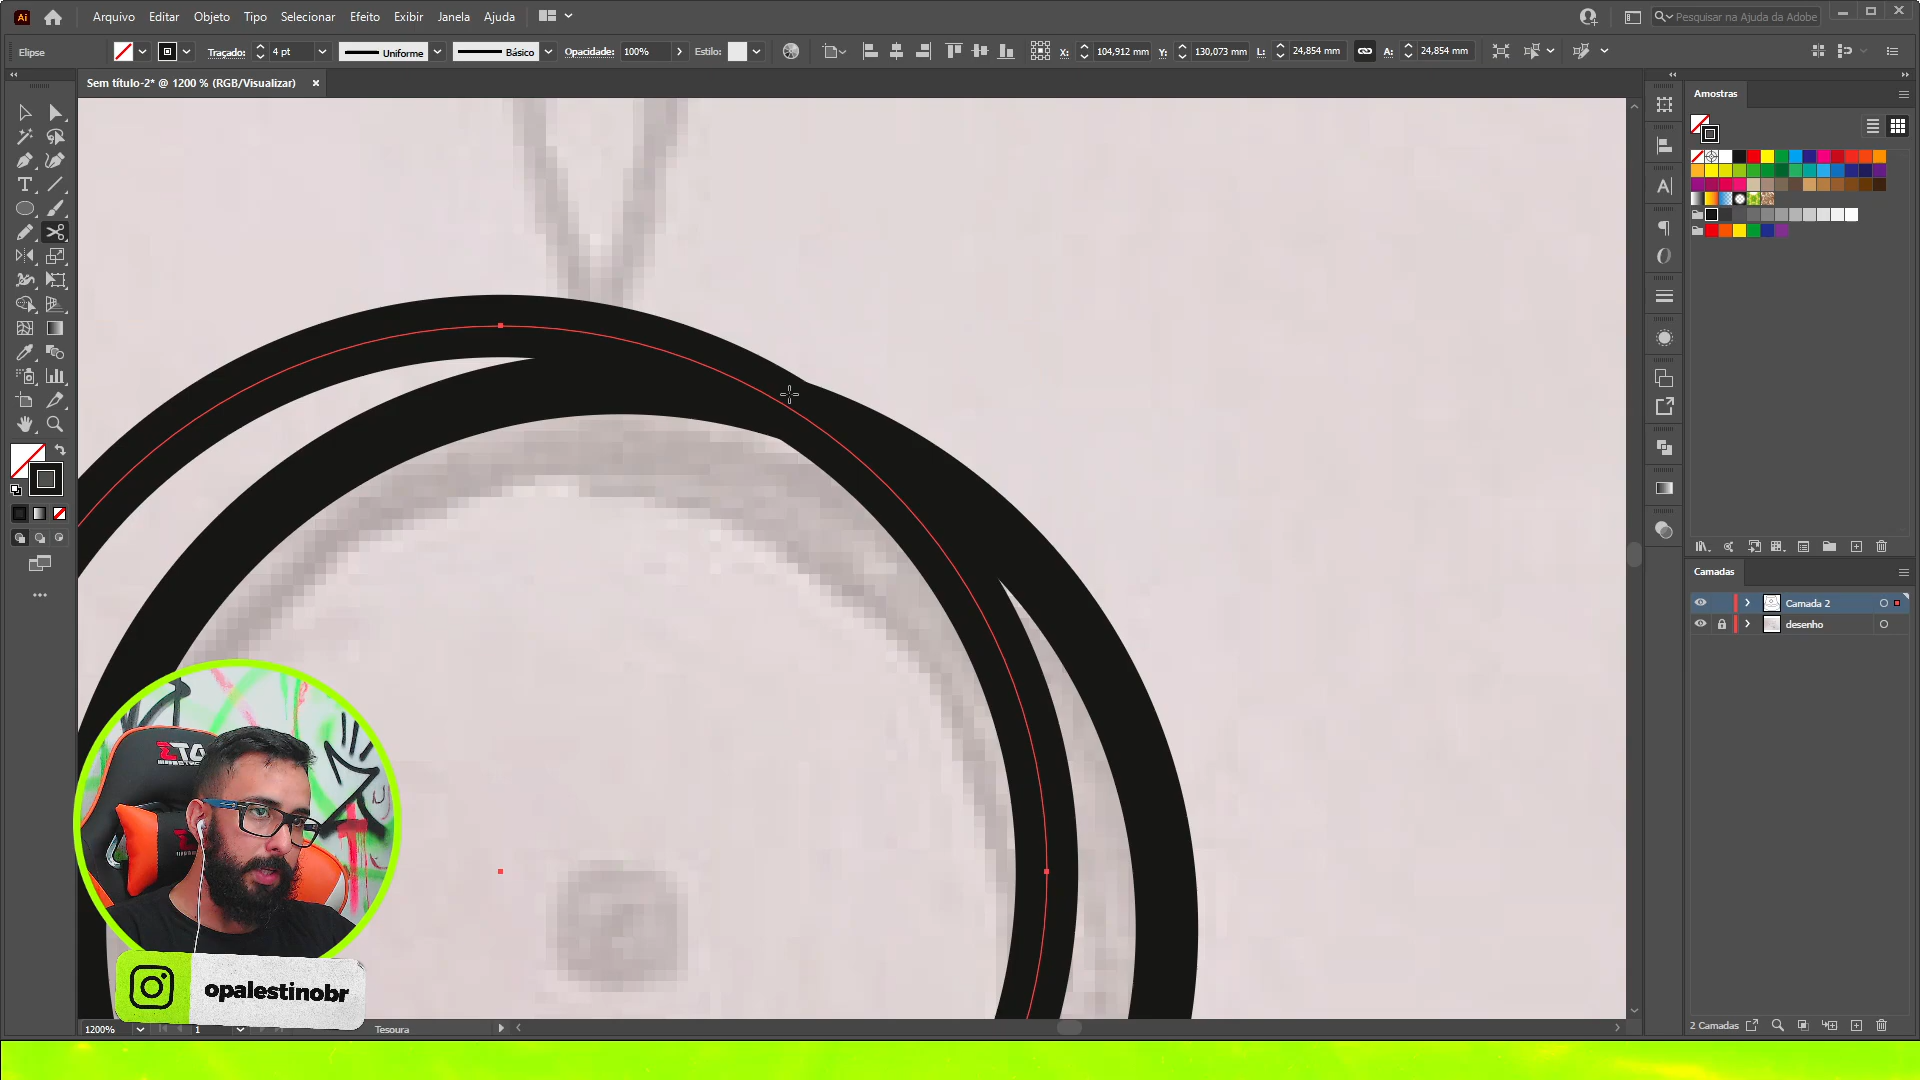 Ai
Arquivo
Editar
Objeto
Tipo
Selecionar
Efeito
Exibir
Janela
Ajuda
Pesquisar na Ajuda da Adobe
Elipse
Traçado:
4 pt
Uniforme
Básico
Opacidade:
100%
Estilo:
X:
104,912 mm
Y:
130,073 mm
L:
24,854 mm
A:
24,854 mm
Sem título-2* @ 1200 % (RGB/Visualizar)
Amostras
Camadas
Camada 2
desenho
opalestinobr
1200%
1
Tesoura
2 Camadas